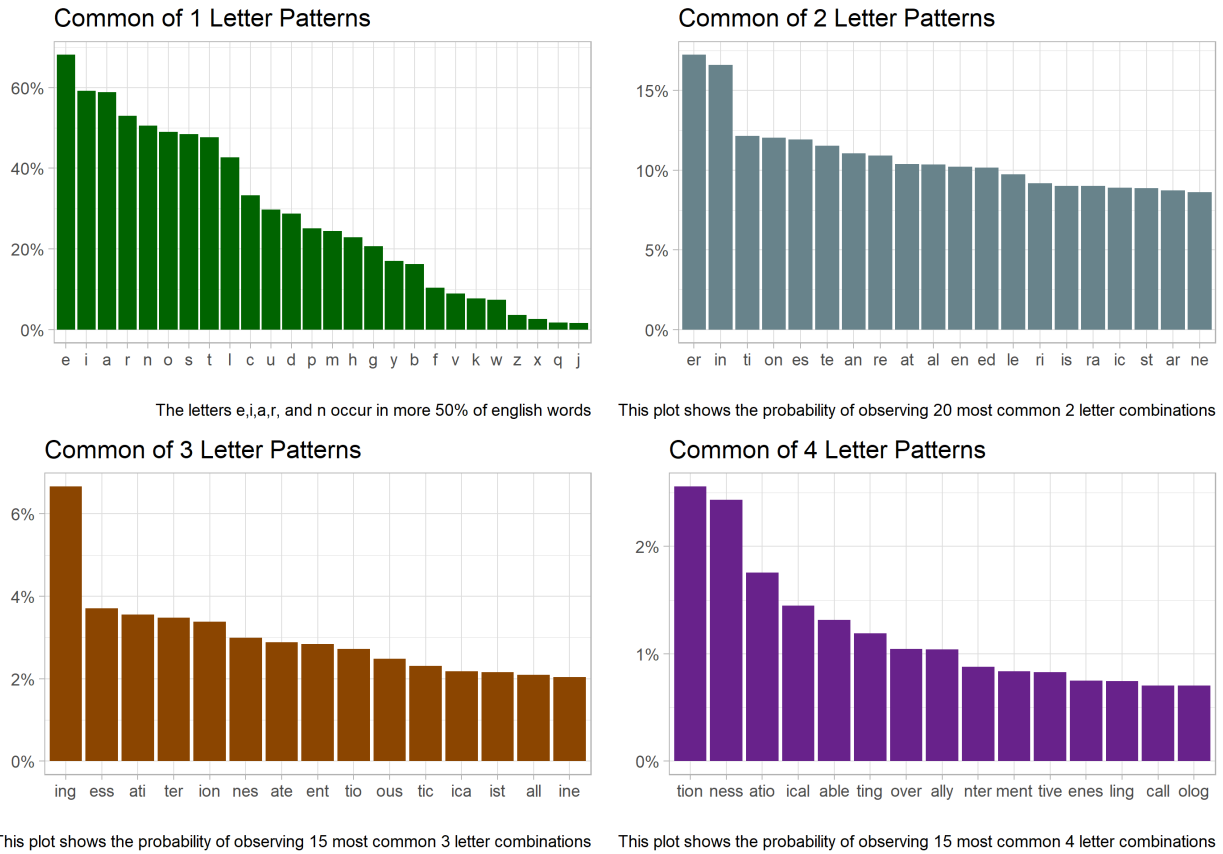 Common of 1 Letter Patterns
60%
40%
20%
0%
e i a r n o s t l c u d p m h g y b f v k w z x q j
The letters e,i,a,r, and n occur in more 50% of english words
Common of 2 Letter Patterns
15%
10%
5%
0%
er in ti on es te an re at al en ed le ri is ra ic st ar ne
This plot shows the probability of observing 20 most common 2 letter combinations
Common of 3 Letter Patterns
6%
4%
2%
0%
ing ess ati ter ion nes ate ent tio ous tic ica ist all ine
This plot shows the probability of observing 15 most common 3 letter combinations
Common of 4 Letter Patterns
2%
1%
0%
tion ness atio ical able ting over ally nter ment tive enes ling call olog
This plot shows the probability of observing 15 most common 4 letter combinations